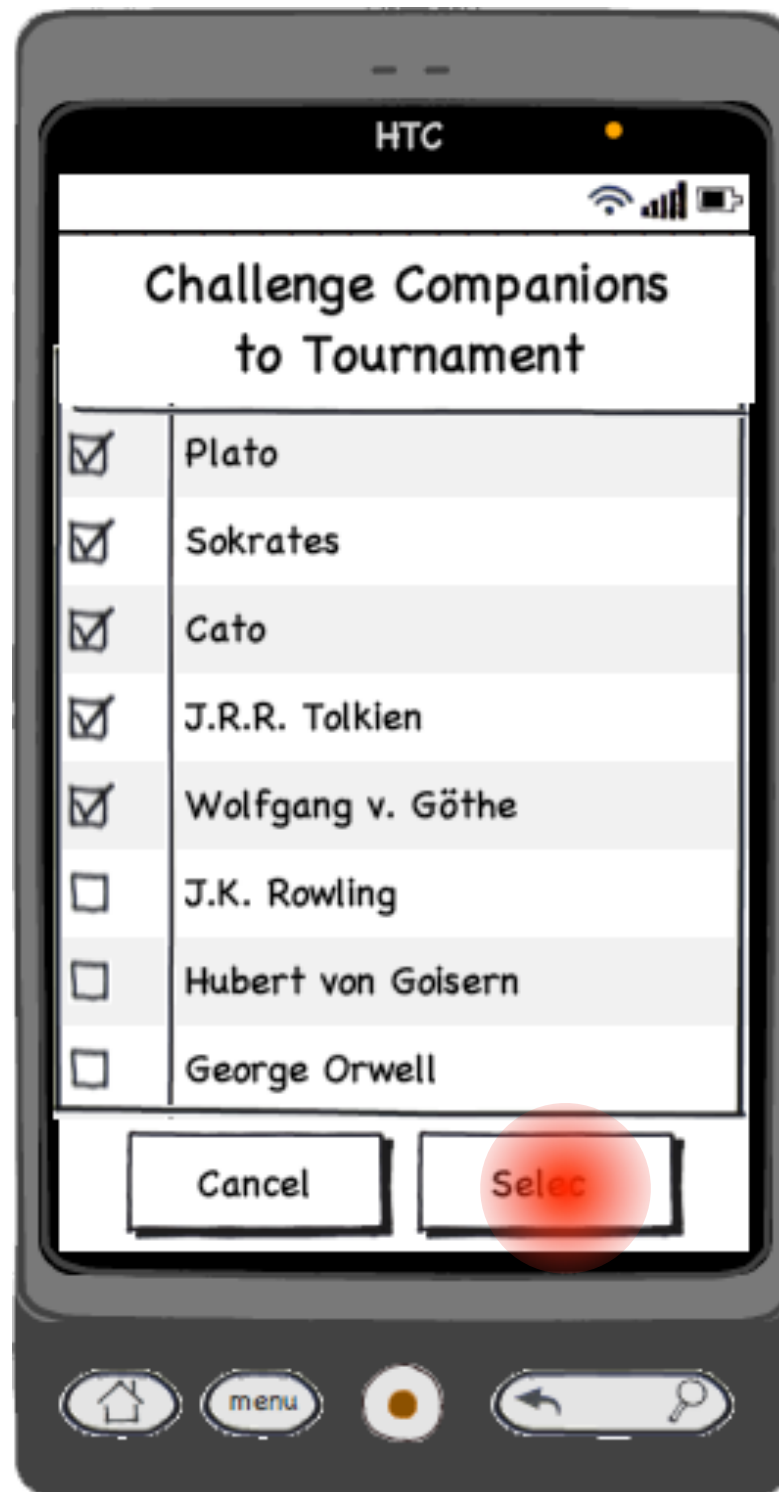 HTC
Challenge Companions
to Tournament
Plato
Sokrates
Cato
J.R.R. Tolkien
Wolfgang v. Göthe
J.K. Rowling
Hubert von Goisern
George Orwell
Cancel
Selec
menu